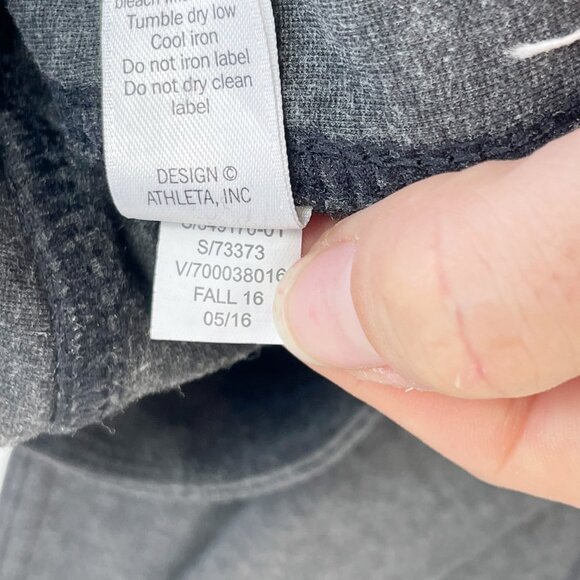 Tumble dry low
Cool iron
Do not iron label
Do not dry clean
label
DESIGN ©
ATHLETA, INC
S/73373
V/700038016
FALL 16
05/16